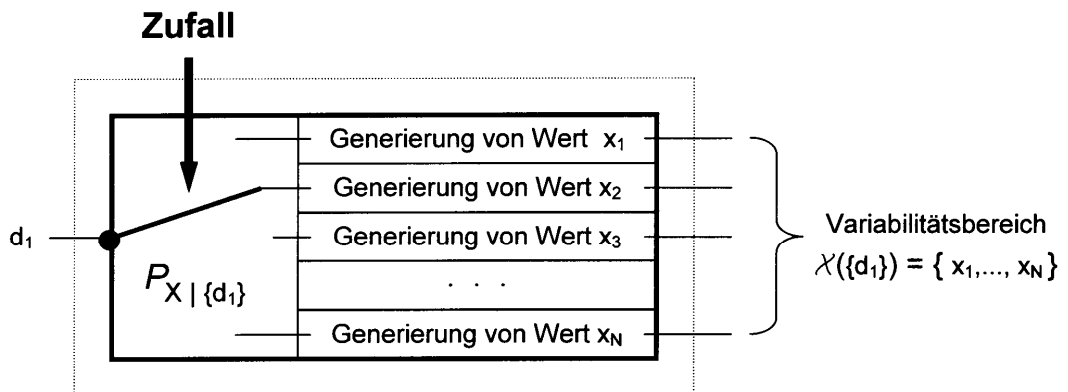 Zufall
Generierung von Wert x₁
Generierung von Wert x₂
d₁
Generierung von Wert x₃
P_X | {d₁}
. . .
Generierung von Wert x_N
Variabilitätsbereich
𝒳({d₁}) = { x₁,..., x_N }